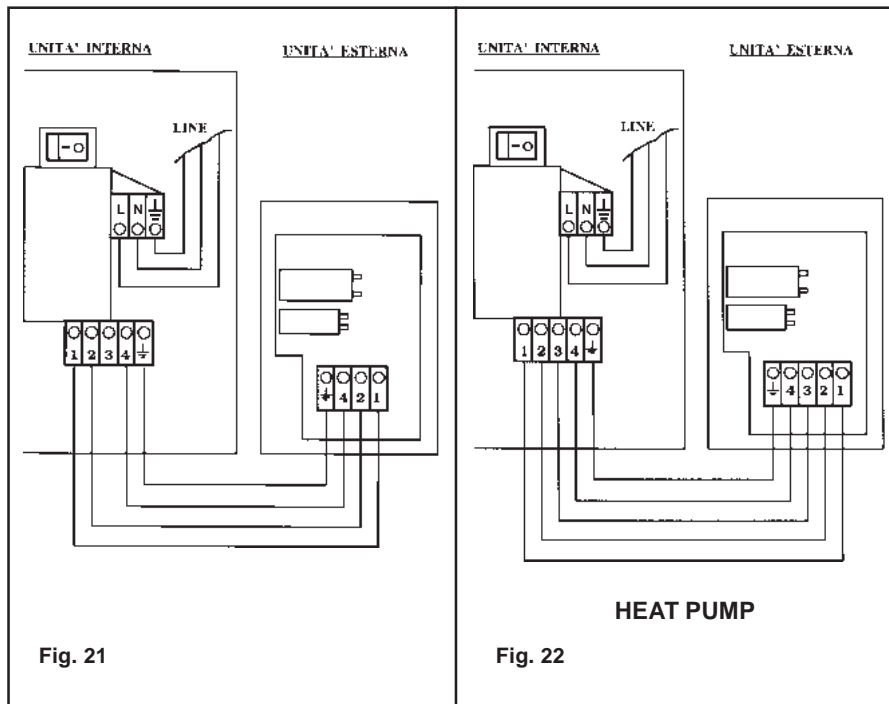 UNITA' INTERNA
UNITA' ESTERNA
LINE
L N
1 2 3 4
4 2 1
Fig. 21
UNITA' INTERNA
UNITA' ESTERNA
LINE
L N
1 2 3 4
4 3 2 1
HEAT PUMP
Fig. 22